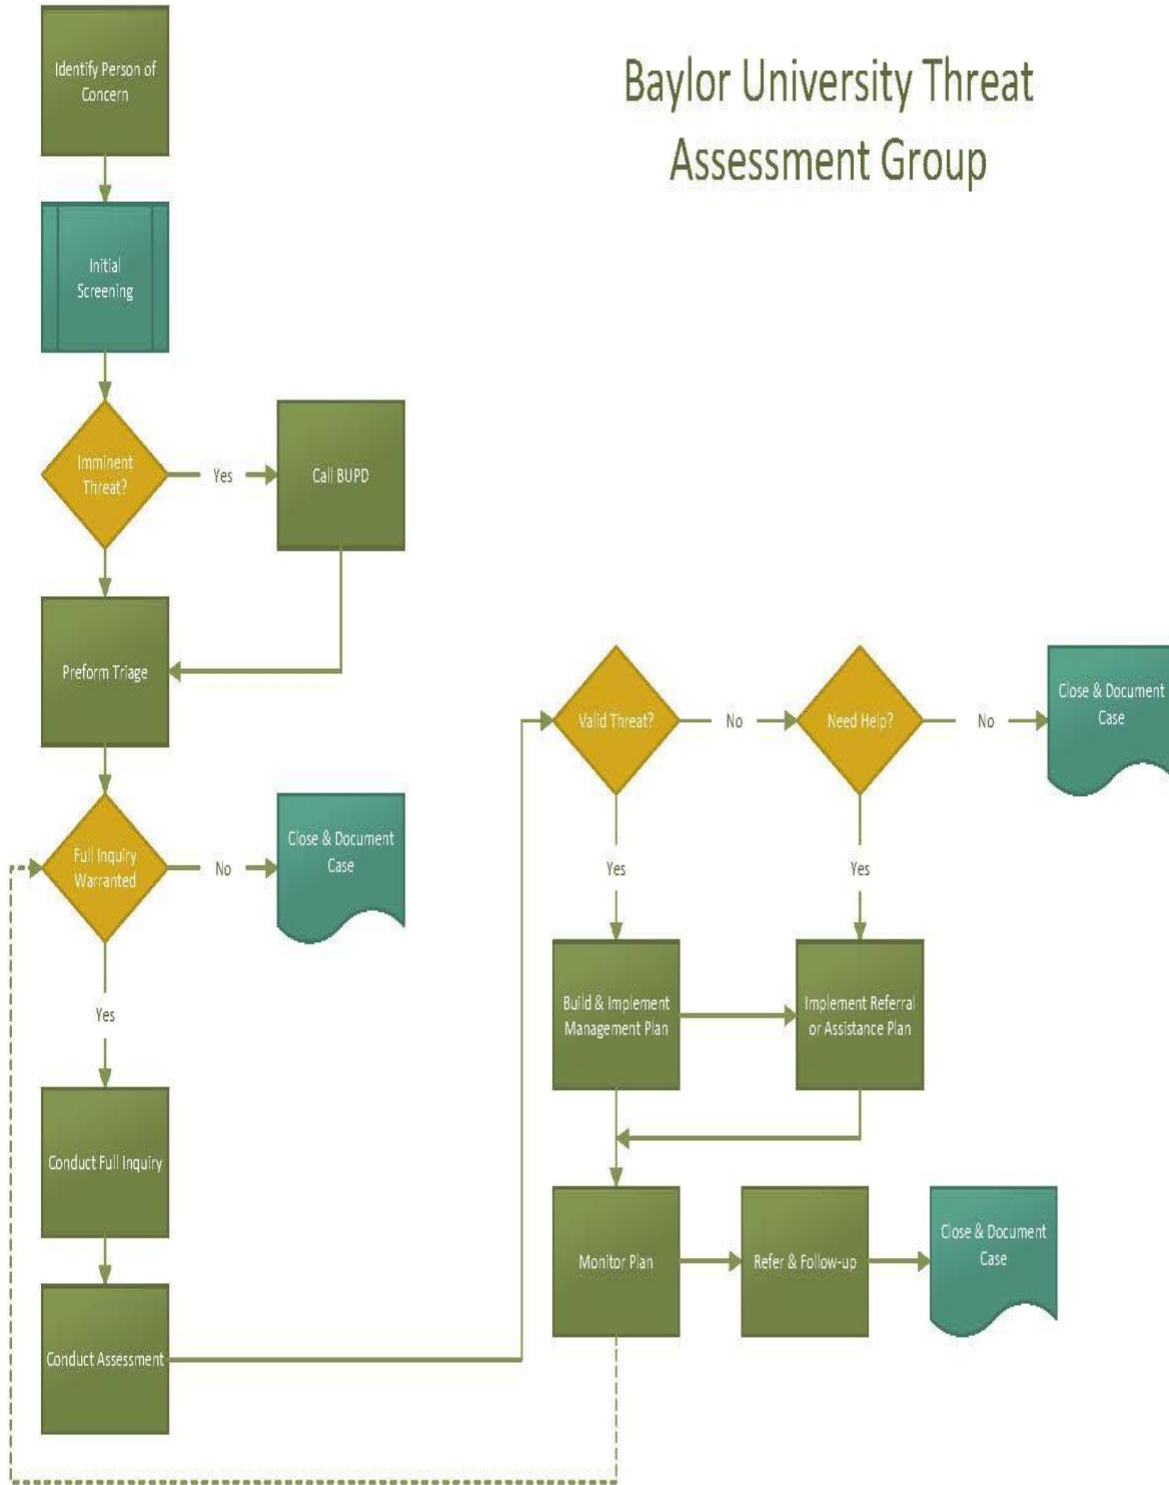 Baylor University Threat
Assessment Group
Identify Person of
Concern
Initial
Screening
Imminent
Threat?
Yes
Call BUPD
Preform Triage
Full Inquiry
Warranted
No
Close & Document
Case
Yes
Conduct Full Inquiry
Conduct Assessment
Valid Threat?
No
Need Help?
No
Close & Document
Case
Yes
Yes
Build & Implement
Management Plan
Implement Referral
or Assistance Plan
Monitor Plan
Refer & Follow-up
Close & Document
Case